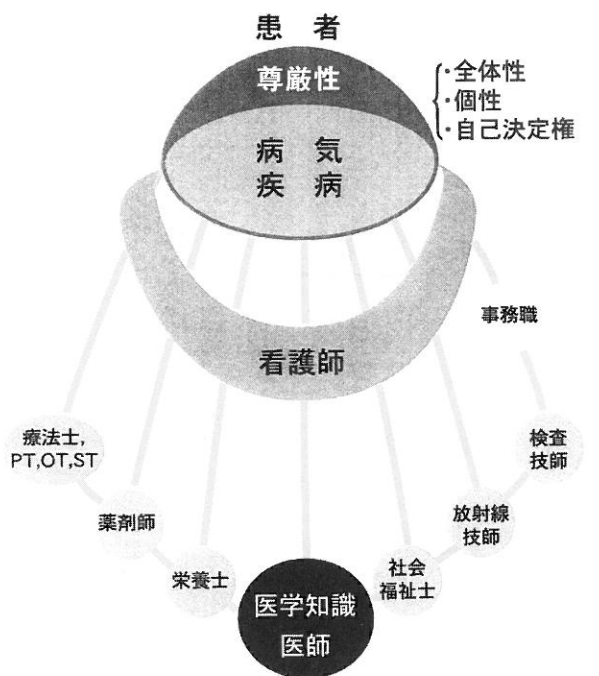 患 者
尊厳性
・全体性
・個性
・自己決定権
病 気
疾 病
看護師
事務職
療法士,
PT,OT,ST
薬剤師
栄養士
医学知識
医師
社会
福祉士
放射線
技師
検査
技師